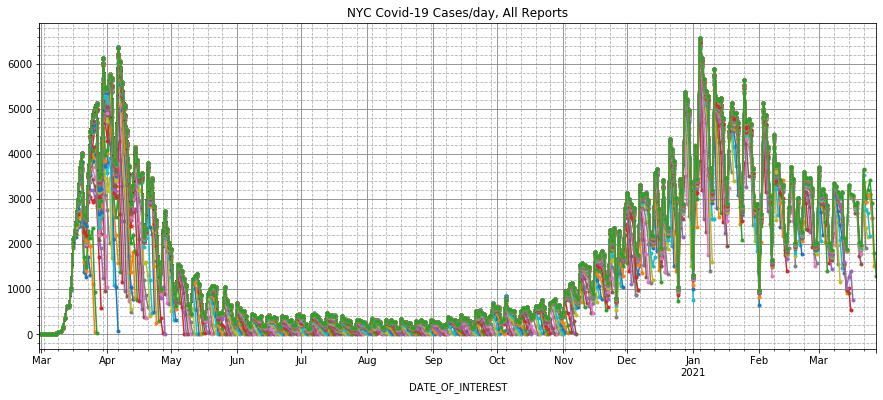 NYC Covid-19 Cases/day, All Reports
6000
5000
4000
3000
2000
1000
0
Mar Apr May Jun Jul Aug Sep Oct Nov Dec Jan Feb Mar
2021
DATE_OF_INTEREST